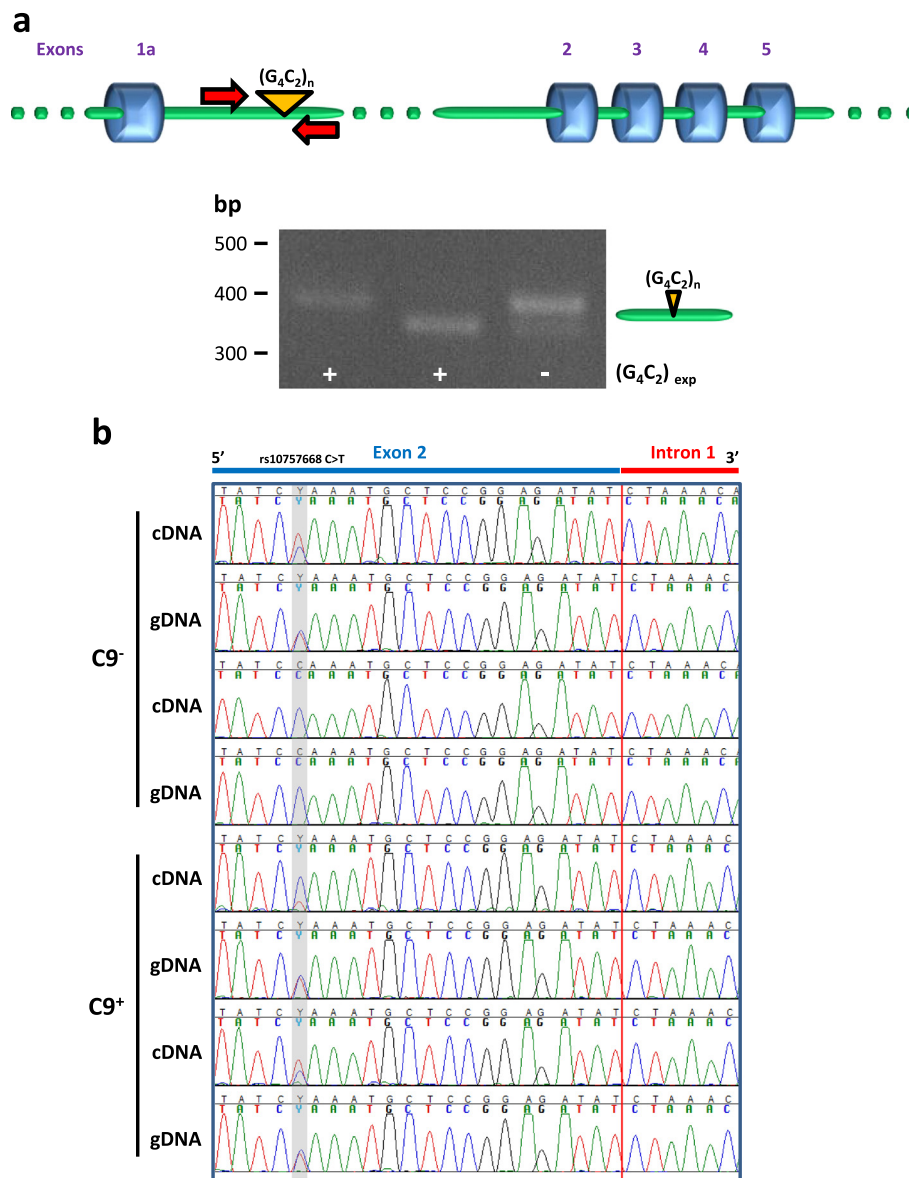 a
Exons 1a (G₄C₂)n 2 3 4 5
bp
500
400
300
+ + -
(G₄C₂)n
(G₄C₂) exp
b
5’ rs10757668 C>T Exon 2 Intron 1 3’
C9⁻
cDNA
T A T C Y A A A T G C T C C G G A G A T A T C T A A A C A
T A T C Y A A A T G C T C C G G A G A T A T C T A A A C A
gDNA
T A T C Y A A A T G C T C C G G A G A T A T C T A A A C
T A T C Y A A A T G C T C C G G A G A T A T C T A A A C
cDNA
T A T C C A A A T G C T C C G G A G A T A T C T A A A C A
T A T C C A A A T G C T C C G G A G A T A T C T A A A C A
gDNA
T A T C C A A A T G C T C C G G A G A T A T C T A A A C A
T A T C C A A A T G C T C C G G A G A T A T C T A A A C A
C9⁺
cDNA
T A T C Y A A A T G C T C C G G A G A T A T C T A A A C
T A T C Y A A A T G C T C C G G A G A T A T C T A A A C
gDNA
T A T C Y A A A T G C T C C G G A G A T A T C T A A A C
T A T C Y A A A T G C T C C G G A G A T A T C T A A A C
cDNA
T A T C Y A A A T G C T C C G G A G A T A T C T A A A C
T A T C Y A A A T G C T C C G G A G A T A T C T A A A C
gDNA
T A T C Y A A A T G C T C C G G A G A T A T C T A A A C
T A T C Y A A A T G C T C C G G A G A T A T C T A A A C